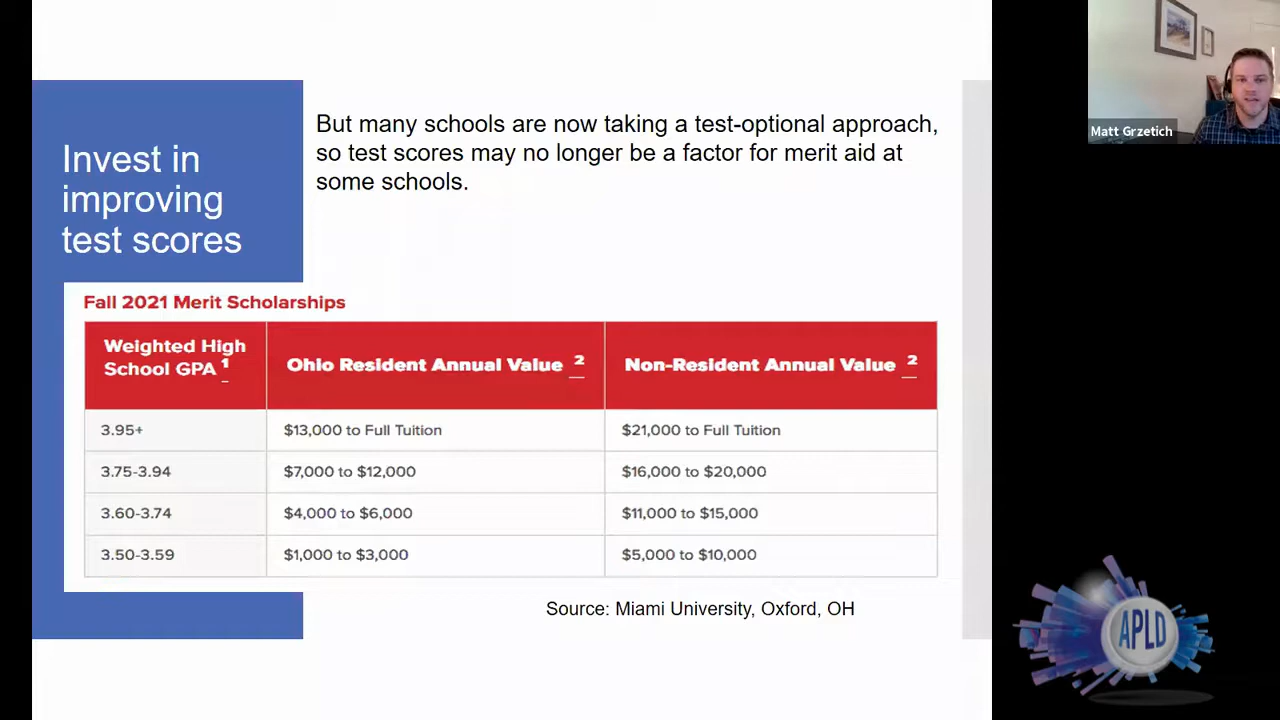 Invest in
improving
test scores
But many schools are now taking a test-optional approach,
so test scores may no longer be a factor for merit aid at
some schools.
Fall 2021 Merit Scholarships
Weighted High
School GPA 1
Ohio Resident Annual Value 2
Non-Resident Annual Value 2
3.95+ $13,000 to Full Tuition $21,000 to Full Tuition
3.75-3.94 $7,000 to $12,000 $16,000 to $20,000
3.60-3.74 $4,000 to $6,000 $11,000 to $15,000
3.50-3.59 $1,000 to $3,000 $5,000 to $10,000
Source: Miami University, Oxford, OH
Matt Grzetich
APLD